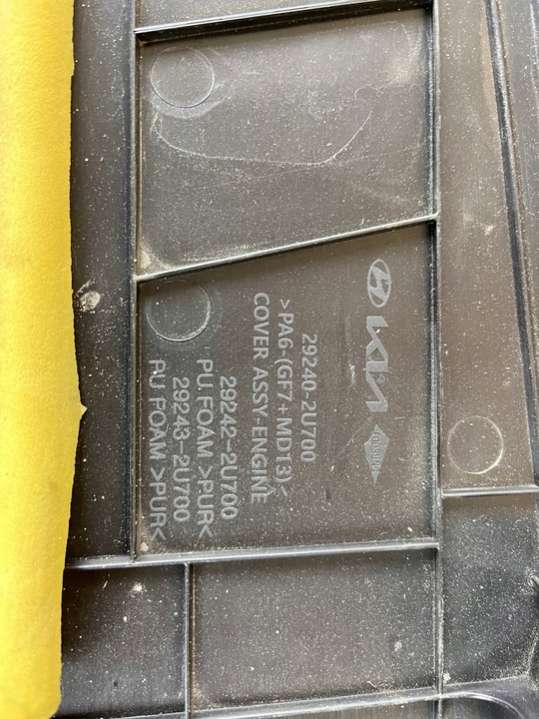 KIA
29240-2U700
>PA6-(GF7+MD13)<
COVER ASSY-ENGINE
29242-2U700
PU FOAM >PUR<
29243-2U700
PU FOAM >PUR<